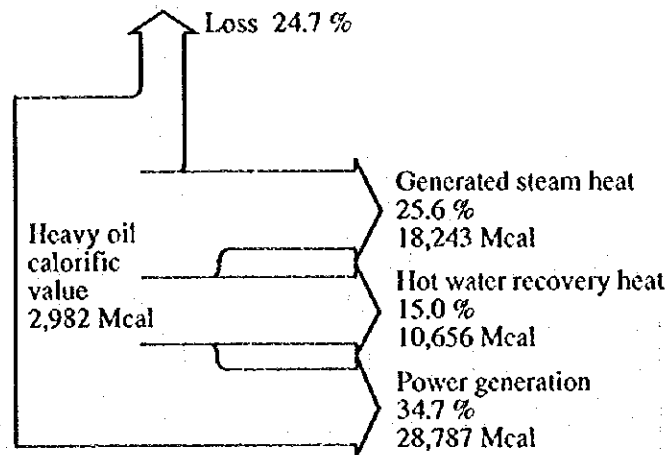 Loss 24.7 %
Generated steam heat
25.6 %
18,243 Mcal
Heavy oil
calorific
value
2,982 Mcal
Hot water recovery heat
15.0 %
10,656 Mcal
Power generation
34.7 %
28,787 Mcal